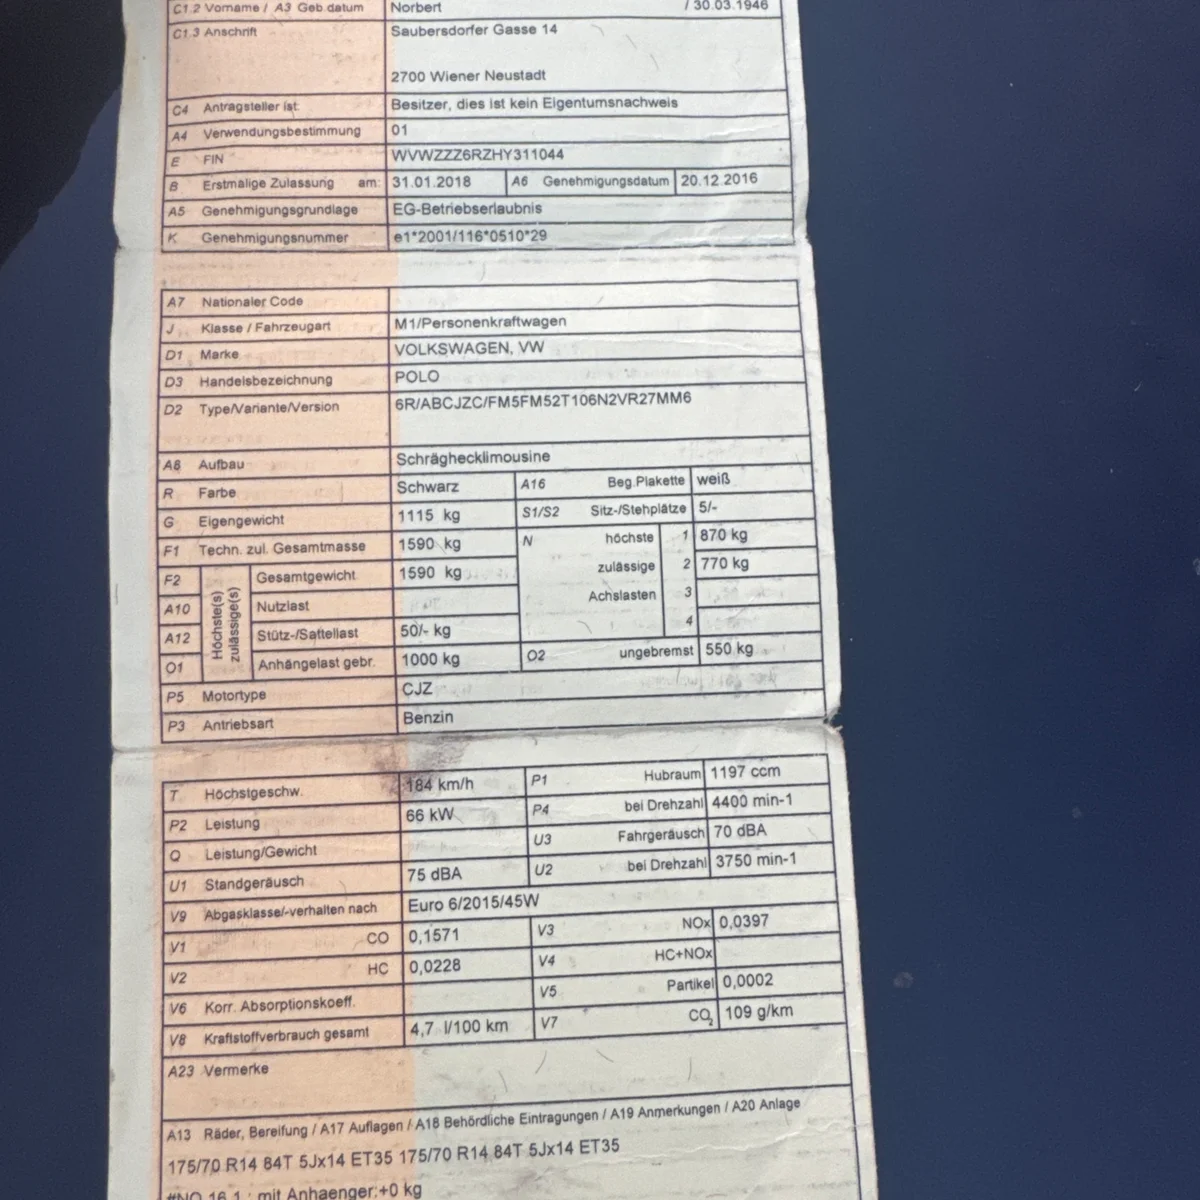 C1.2 Vorname / A3 Geb.datum Norbert / 30.03.1946
C1.3 Anschrift Saubersdorfer Gasse 14
2700 Wiener Neustadt
C4 Antragsteller ist Besitzer, dies ist kein Eigentumsnachweis
A4 Verwendungsbestimmung 01
E FIN WVWZZZ6RZHY311044
B Erstmalige Zulassung am: 31.01.2018 A6 Genehmigungsdatum 20.12.2016
A5 Genehmigungsgrundlage EG-Betriebserlaubnis
K Genehmigungsnummer e1*2001/116*0510*29
A7 Nationaler Code
J Klasse / Fahrzeugart M1/Personenkraftwagen
D1 Marke VOLKSWAGEN, VW
D3 Handelsbezeichnung POLO
D2 Type/Variante/Version 6R/ABCJZC/FM5FM52T106N2VR27MM6
A8 Aufbau Schräghecklimousine
R Farbe Schwarz A16 Beg.Plakette weiß
G Eigengewicht 1115 kg S1/S2 Sitz-/Stehplätze 5/-
F1 Techn. zul. Gesamtmasse 1590 kg N höchste 1 870 kg
F2 Höchste(s) zulässige(s) Gesamtgewicht 1590 kg zulässige 2 770 kg
A10 Nutzlast Achslasten 3
A12 Stütz-/Sattellast 50/- kg 4
O1 Anhängelast gebr. 1000 kg O2 ungebremst 550 kg
P5 Motortype CJZ
P3 Antriebsart Benzin
T Höchstgeschw. 184 km/h P1 Hubraum 1197 ccm
P2 Leistung 66 kW P4 bei Drehzahl 4400 min-1
Q Leistung/Gewicht U3 Fahrgeräusch 70 dBA
U1 Standgeräusch 75 dBA U2 bei Drehzahl 3750 min-1
V9 Abgasklasse/-verhalten nach Euro 6/2015/45W
V1 CO 0,1571 V3 NOx 0,0397
V2 HC 0,0228 V4 HC+NOx
V6 Korr. Absorptionskoeff. V5 Partikel 0,0002
V8 Kraftstoffverbrauch gesamt 4,7 l/100 km V7 CO2 109 g/km
A23 Vermerke
A13 Räder, Bereifung / A17 Auflagen / A18 Behördliche Eintragungen / A19 Anmerkungen / A20 Anlage
175/70 R14 84T 5Jx14 ET35 175/70 R14 84T 5Jx14 ET35
#NO 16.1.: mit Anhaenger:+0 kg